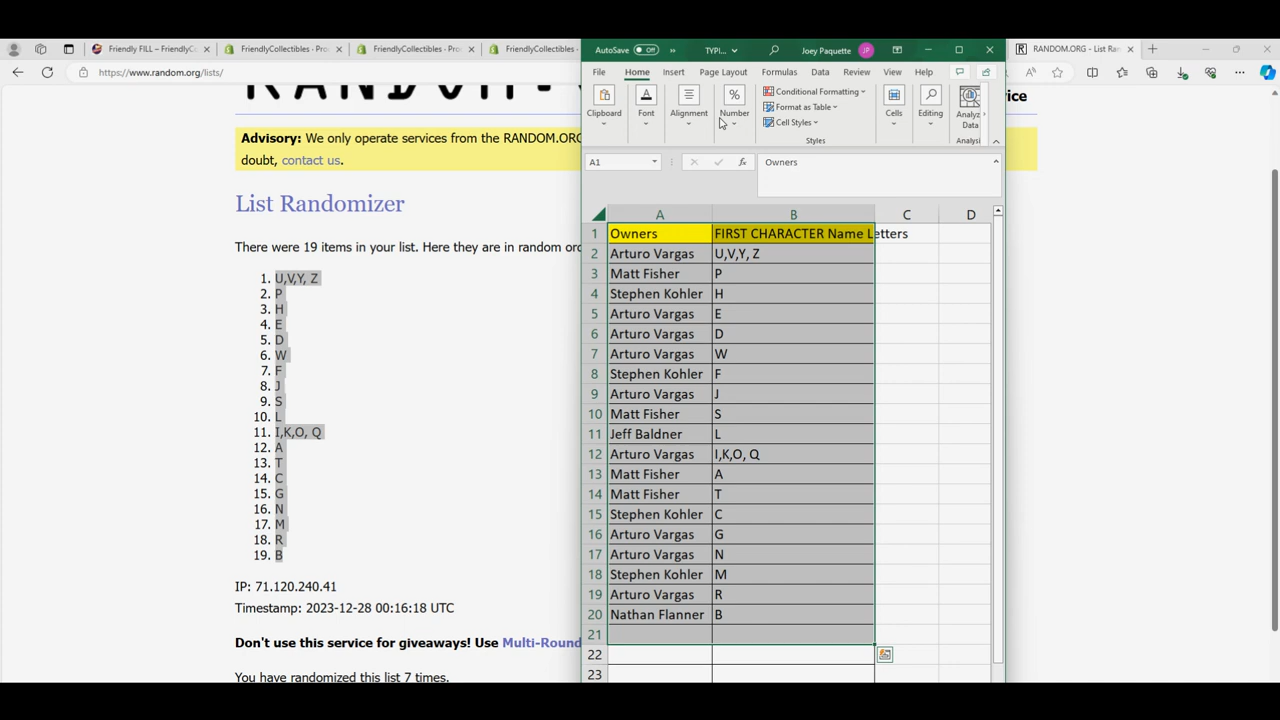 Friendly FILL – FriendlyC
FriendlyCollectibles · Pro
FriendlyCollectibles · Pro
FriendlyCollectibles
RANDOM.ORG - List Ran
https://www.random.org/lists/
Advisory: We only operate services from the RANDOM.ORG
doubt, contact us.
List Randomizer
There were 19 items in your list. Here they are in random ord
1. U,V,Y, Z
2. P
3. H
4. E
5. D
6. W
7. F
8. J
9. S
10. L
11. I,K,O, Q
12. A
13. T
14. C
15. G
16. N
17. M
18. R
19. B
IP: 71.120.240.41
Timestamp: 2023-12-28 00:16:18 UTC
Don't use this service for giveaways! Use Multi-Round
You have randomized this list 7 times.
AutoSave Off » TYPI... Joey Paquette JP
File Home Insert Page Layout Formulas Data Review View Help
Clipboard Font Alignment Number
Conditional Formatting
Format as Table
Cell Styles
Styles
Cells Editing
Analyz
Data
Analysi
A1 fx Owners
A B C D
1 Owners FIRST CHARACTER Name Letters
2 Arturo Vargas U,V,Y, Z
3 Matt Fisher P
4 Stephen Kohler H
5 Arturo Vargas E
6 Arturo Vargas D
7 Arturo Vargas W
8 Stephen Kohler F
9 Arturo Vargas J
10 Matt Fisher S
11 Jeff Baldner L
12 Arturo Vargas I,K,O, Q
13 Matt Fisher A
14 Matt Fisher T
15 Stephen Kohler C
16 Arturo Vargas G
17 Arturo Vargas N
18 Stephen Kohler M
19 Arturo Vargas R
20 Nathan Flanner B
21
22
23